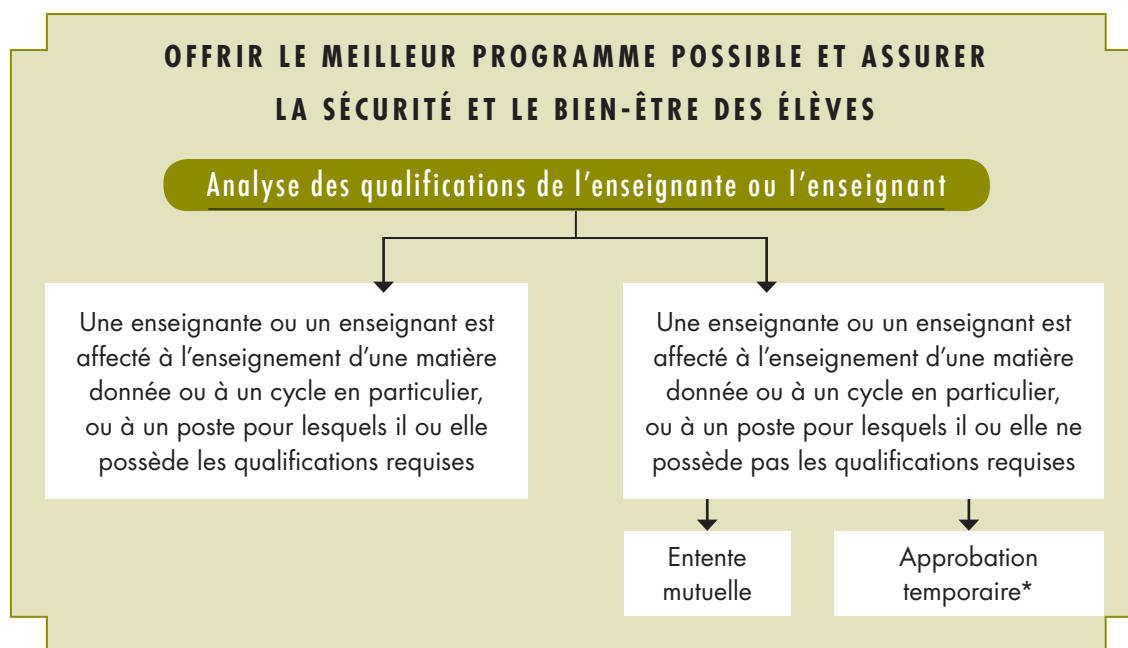 OFFRIR LE MEILLEUR PROGRAMME POSSIBLE ET ASSURER
LA SÉCURITÉ ET LE BIEN-ÊTRE DES ÉLÈVES
Analyse des qualifications de l'enseignante ou l'enseignant
Une enseignante ou un enseignant est
affecté à l'enseignement d'une matière
donnée ou à un cycle en particulier,
ou à un poste pour lesquels il ou elle
possède les qualifications requises
Une enseignante ou un enseignant est
affecté à l'enseignement d'une matière
donnée ou à un cycle en particulier,
ou à un poste pour lesquels il ou elle ne
possède pas les qualifications requises
Entente
mutuelle
Approbation
temporaire*